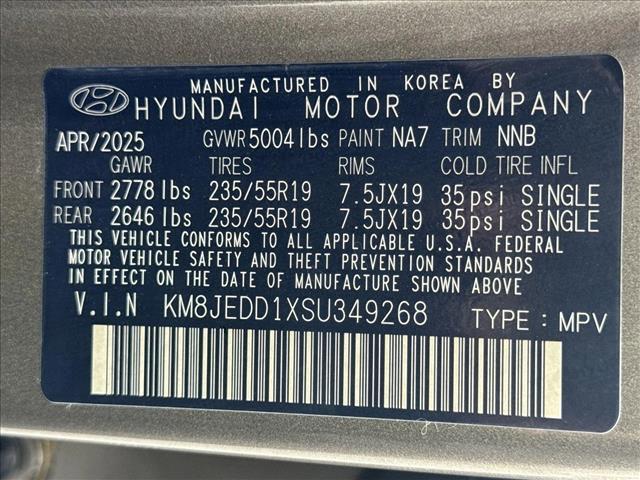 MANUFACTURED IN KOREA BY
HYUNDAI MOTOR COMPANY
APR/2025 GVWR 5004 lbs PAINT NA7 TRIM NNB
GAWR TIRES RIMS COLD TIRE INFL
FRONT 2778 lbs 235/55R19 7.5JX19 35psi SINGLE
REAR 2646 lbs 235/55R19 7.5JX19 35psi SINGLE
THIS VEHICLE CONFORMS TO ALL APPLICABLE U.S.A. FEDERAL
MOTOR VEHICLE SAFETY AND THEFT PREVENTION STANDARDS
IN EFFECT ON THE DATE OF MANUFACTURE SHOWN ABOVE
V.I.N KM8JEDD1XSU349268 TYPE : MPV